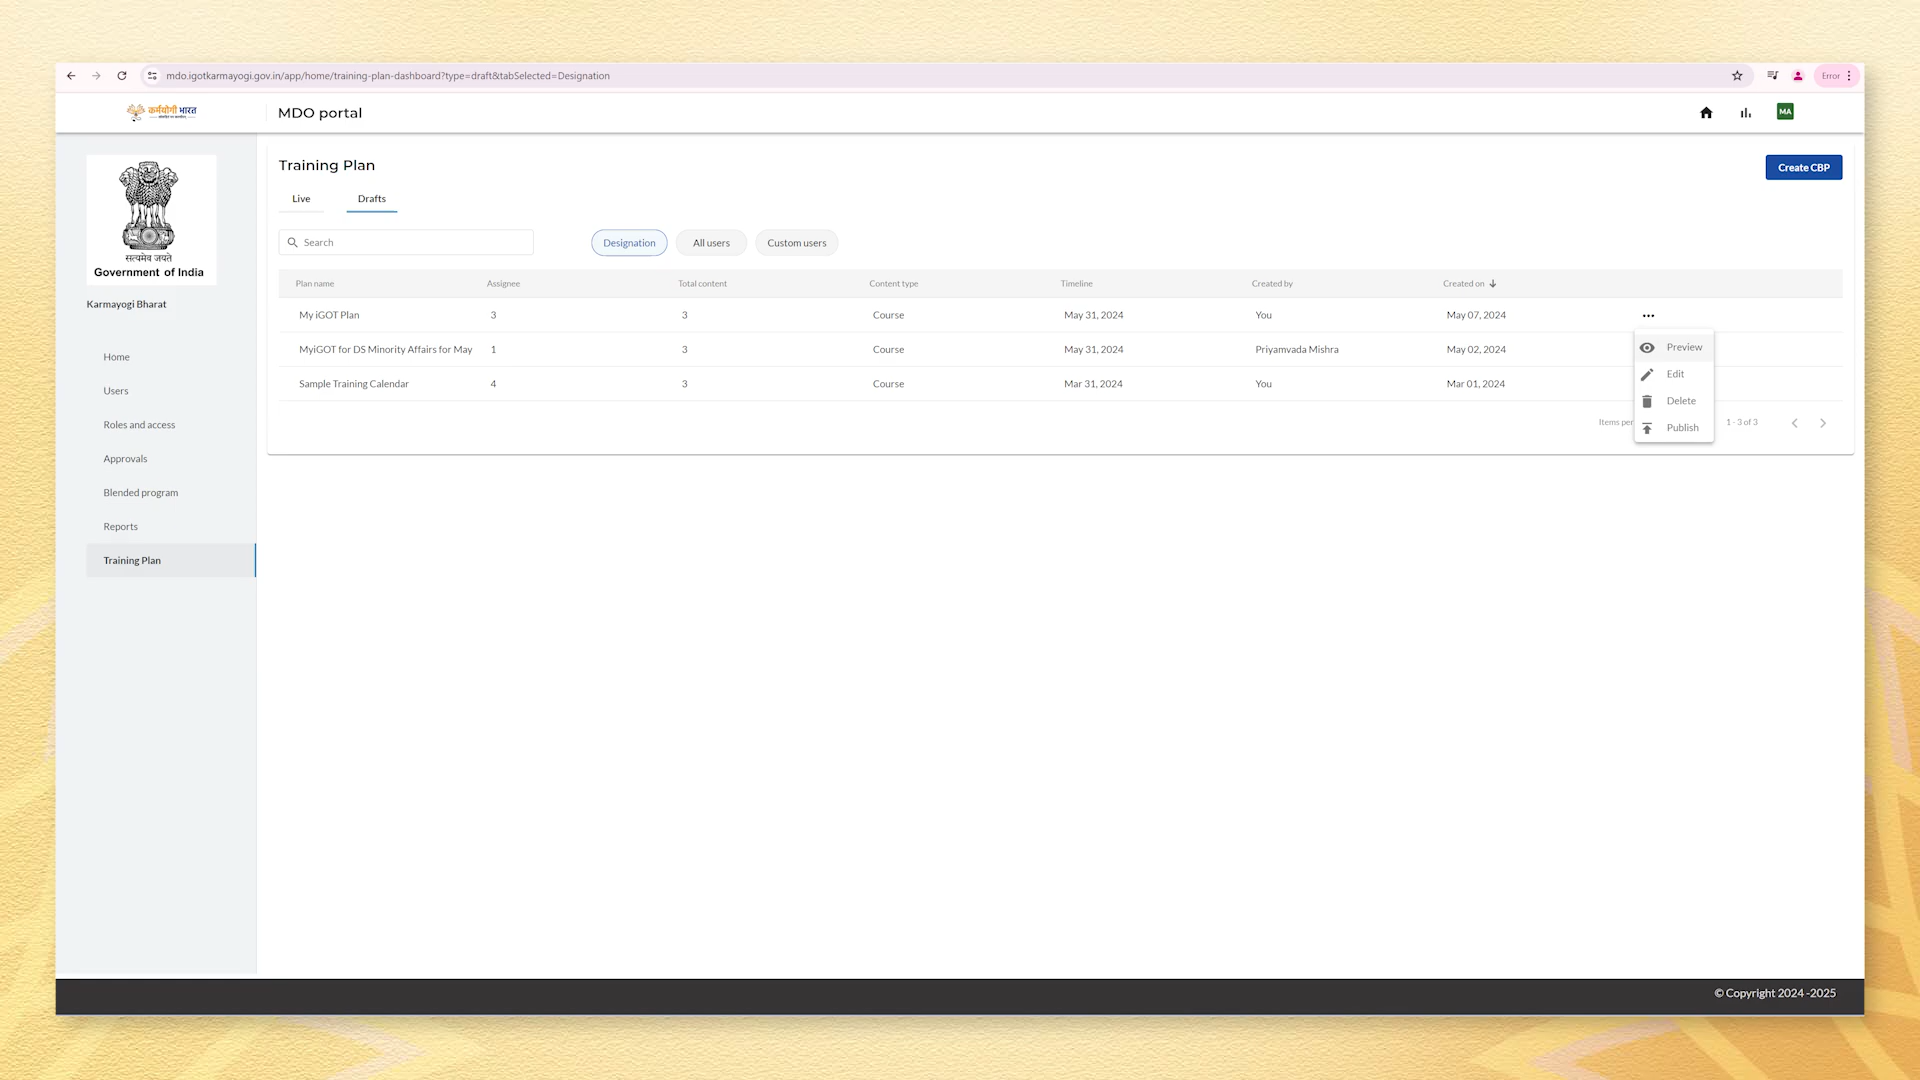 mdo.igotkarmayogi.gov.in/app/home/training-plan-dashboard?type=draft&tabSelected=Designation
Error
कर्मयोगी भारत
MDO portal
MA
सत्यमेव जयते
Government of India
Karmayogi Bharat
Home
Users
Roles and access
Approvals
Blended program
Reports
Training Plan
Training Plan
Create CBP
Live Drafts
Search Designation All users Custom users
Plan name Assignee Total content Content type Timeline Created by Created on
My iGOT Plan 3 3 Course May 31, 2024 You May 07, 2024
MyiGOT for DS Minority Affairs for May 1 3 Course May 31, 2024 Priyamvada Mishra May 02, 2024
Sample Training Calendar 4 3 Course Mar 31, 2024 You Mar 01, 2024
Preview
Edit
Delete
Publish
Items per 1 - 3 of 3
© Copyright 2024 -2025